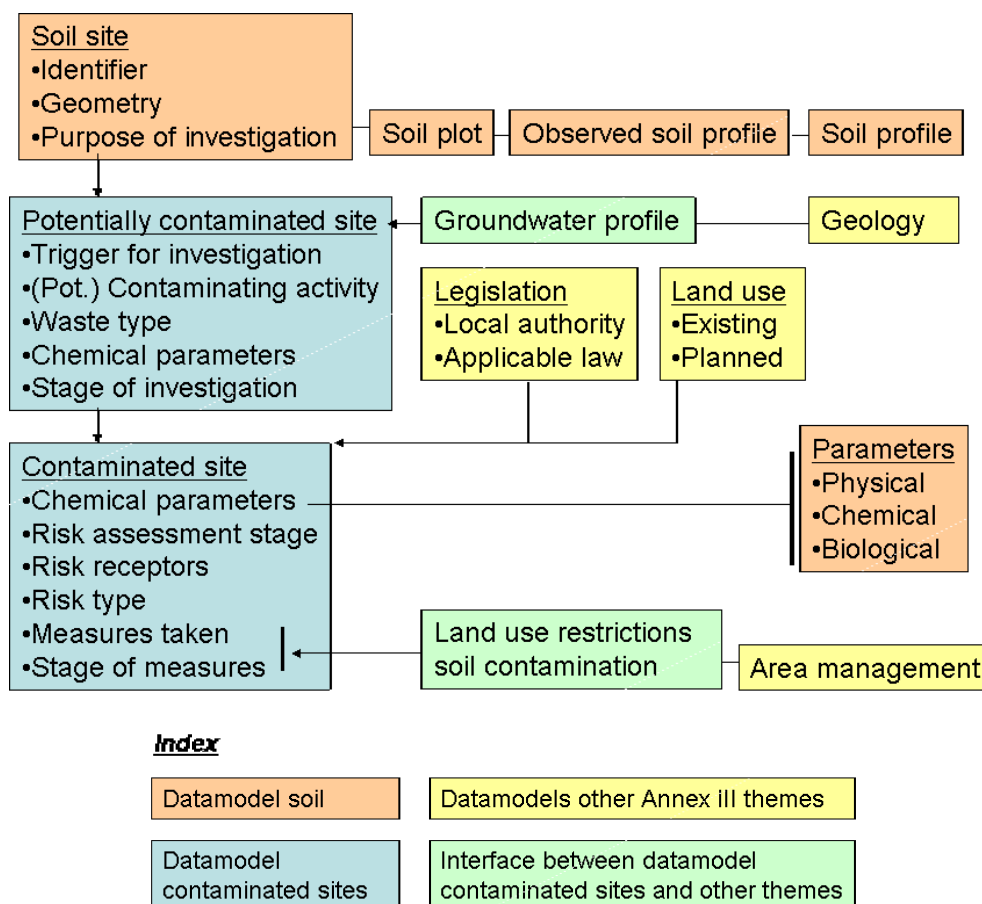 Soil site
•Identifier
•Geometry
•Purpose of investigation
Soil plot
Observed soil profile
Soil profile
Potentially contaminated site
•Trigger for investigation
•(Pot.) Contaminating activity
•Waste type
•Chemical parameters
•Stage of investigation
Groundwater profile
Geology
Legislation
•Local authority
•Applicable law
Land use
•Existing
•Planned
Contaminated site
•Chemical parameters
•Risk assessment stage
•Risk receptors
•Risk type
•Measures taken
•Stage of measures
Parameters
•Physical
•Chemical
•Biological
Land use restrictions
soil contamination
Area management
Index
Datamodel soil
Datamodels other Annex iii themes
Datamodel
contaminated sites
Interface between datamodel
contaminated sites and other themes